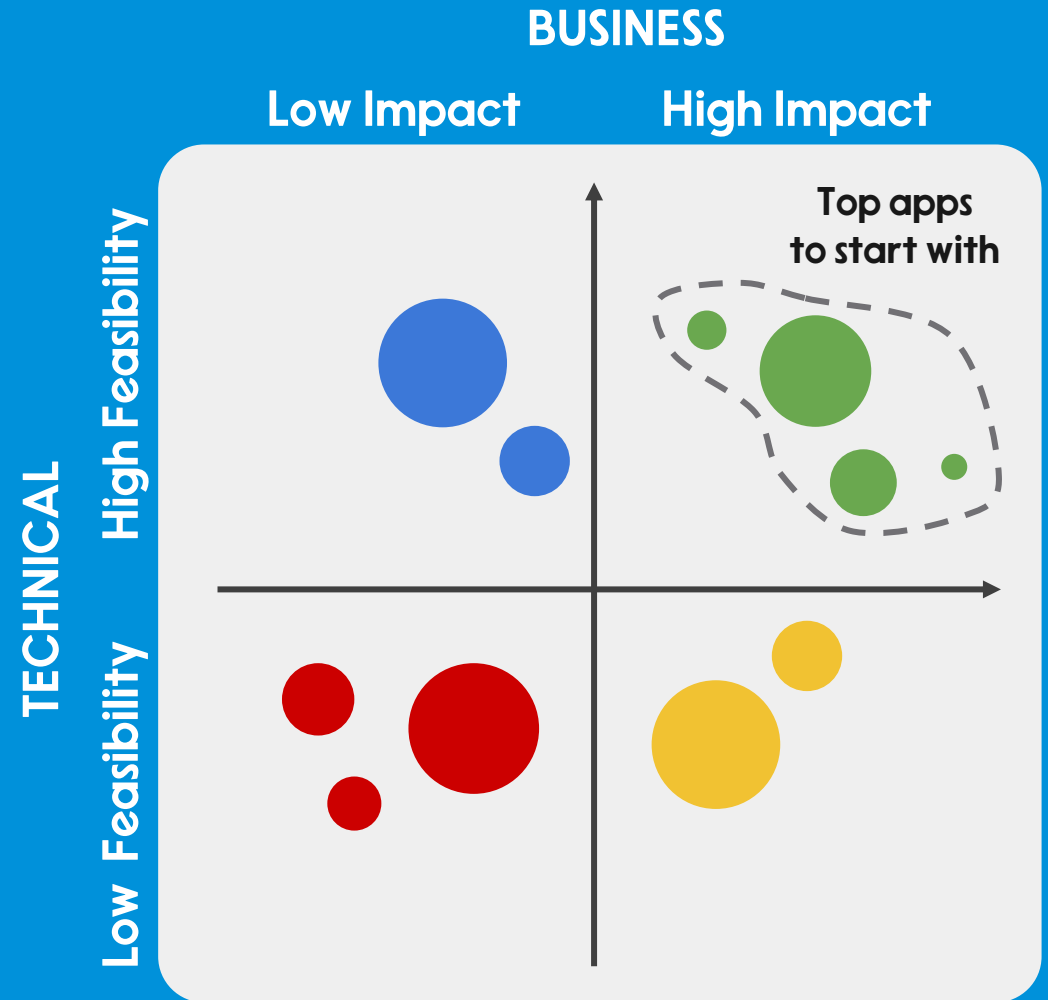 BUSINESS
Low Impact
High Impact
Top apps
to start with
TECHNICAL
High Feasibility
Low Feasibility